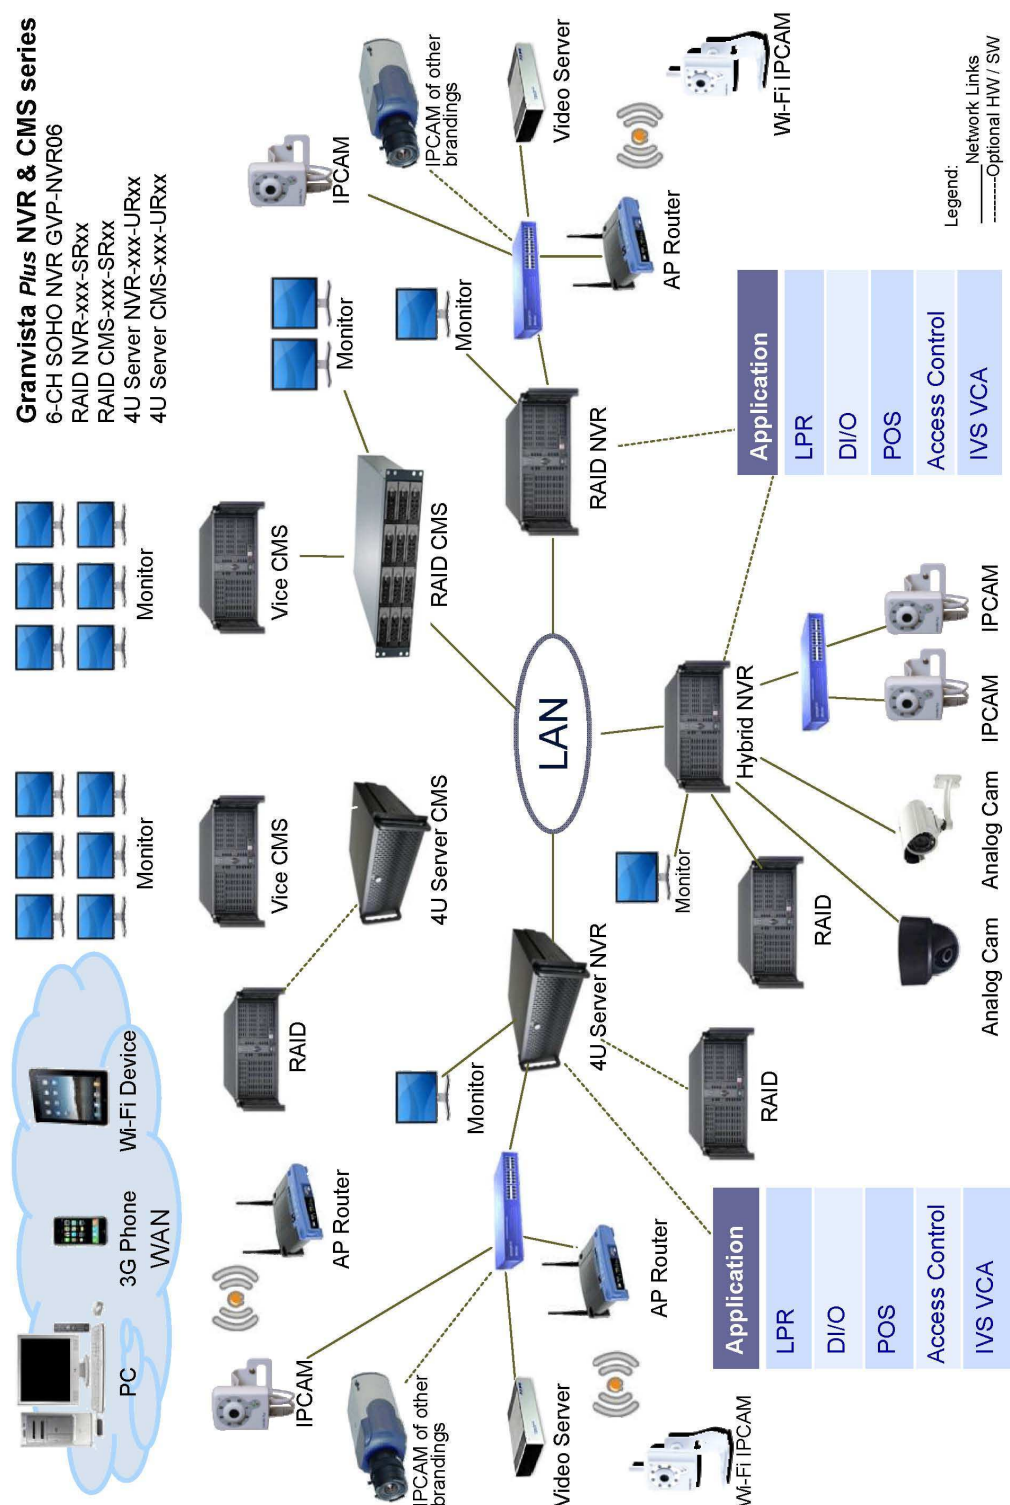 Granvista Plus NVR & CMS series
6-CH SOHO NVR GVP-NVR06
RAID NVR-xxx-SRxx
RAID CMS-xxx-SRxx
4U Server NVR-xxx-URxx
4U Server CMS-xxx-URxx
PC
3G Phone
Wi-Fi Device
WAN
Monitor
Monitor
AP Router
RAID
Vice CMS
Vice CMS
Monitor
IPCAM
IPCAM
4U Server CMS
RAID CMS
IPCAM of other
brandings
Monitor
Monitor
IPCAM of other
brandings
Video Server
4U Server NVR
LAN
RAID NVR
Video Server
AP Router
Monitor
AP Router
Wi-Fi IPCAM
RAID
Hybrid NVR
Wi-Fi IPCAM
RAID
Application
LPR
DI/O
POS
Access Control
IVS VCA
Application
LPR
DI/O
POS
Access Control
IVS VCA
Analog Cam
Analog Cam
IPCAM
IPCAM
Legend:
Network Links
Optional HW / SW